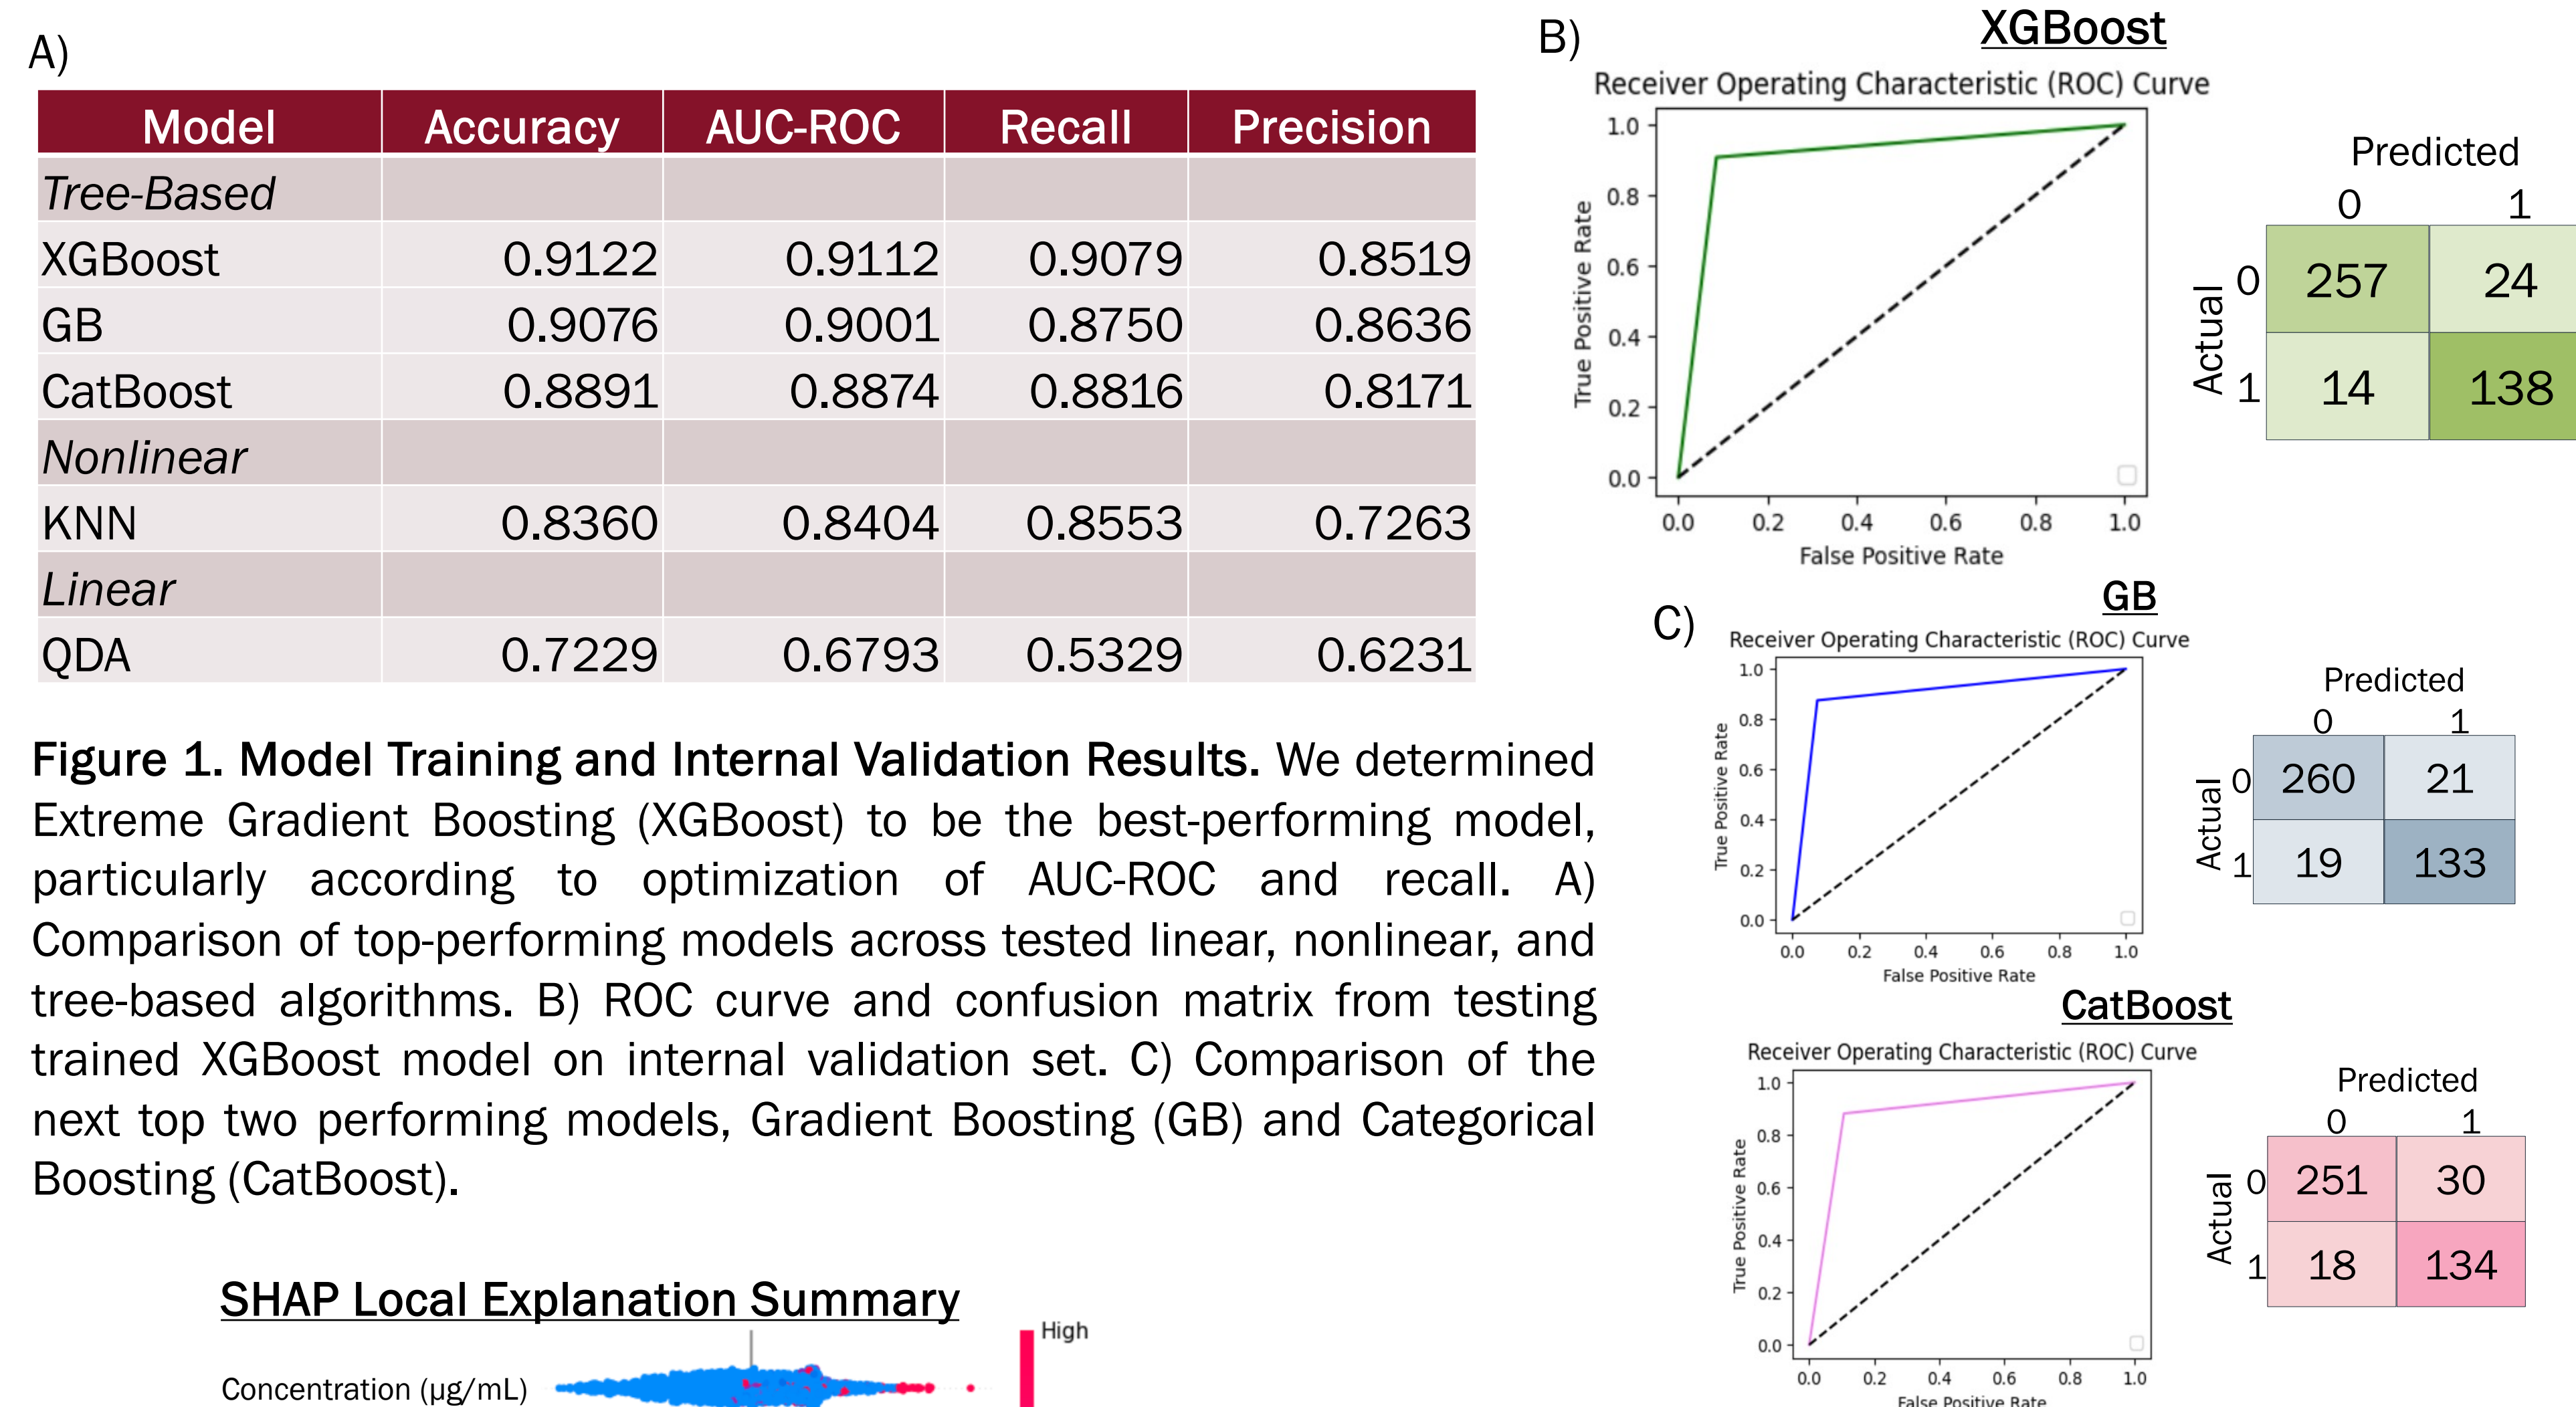 A)
Model Accuracy AUC-ROC Recall Precision
Tree-Based
XGBoost 0.9122 0.9112 0.9079 0.8519
GB 0.9076 0.9001 0.8750 0.8636
CatBoost 0.8891 0.8874 0.8816 0.8171
Nonlinear
KNN 0.8360 0.8404 0.8553 0.7263
Linear
QDA 0.7229 0.6793 0.5329 0.6231
Figure 1. Model Training and Internal Validation Results. We determined
Extreme Gradient Boosting (XGBoost) to be the best-performing model,
particularly according to optimization of AUC-ROC and recall. A)
Comparison of top-performing models across tested linear, nonlinear, and
tree-based algorithms. B) ROC curve and confusion matrix from testing
trained XGBoost model on internal validation set. C) Comparison of the
next top two performing models, Gradient Boosting (GB) and Categorical
Boosting (CatBoost).
SHAP Local Explanation Summary
High
Concentration (µg/mL)
B)
XGBoost
Receiver Operating Characteristic (ROC) Curve
True Positive Rate
1.0
0.8
0.6
0.4
0.2
0.0
0.0 0.2 0.4 0.6 0.8 1.0
False Positive Rate
Predicted
0 1
Actual
0 257 24
1 14 138
C)
GB
Receiver Operating Characteristic (ROC) Curve
True Positive Rate
1.0
0.8
0.6
0.4
0.2
0.0
0.0 0.2 0.4 0.6 0.8 1.0
False Positive Rate
Predicted
0 1
Actual
0 260 21
1 19 133
CatBoost
Receiver Operating Characteristic (ROC) Curve
True Positive Rate
1.0
0.8
0.6
0.4
0.2
0.0
0.0 0.2 0.4 0.6 0.8 1.0
False Positive Rate
Predicted
0 1
Actual
0 251 30
1 18 134